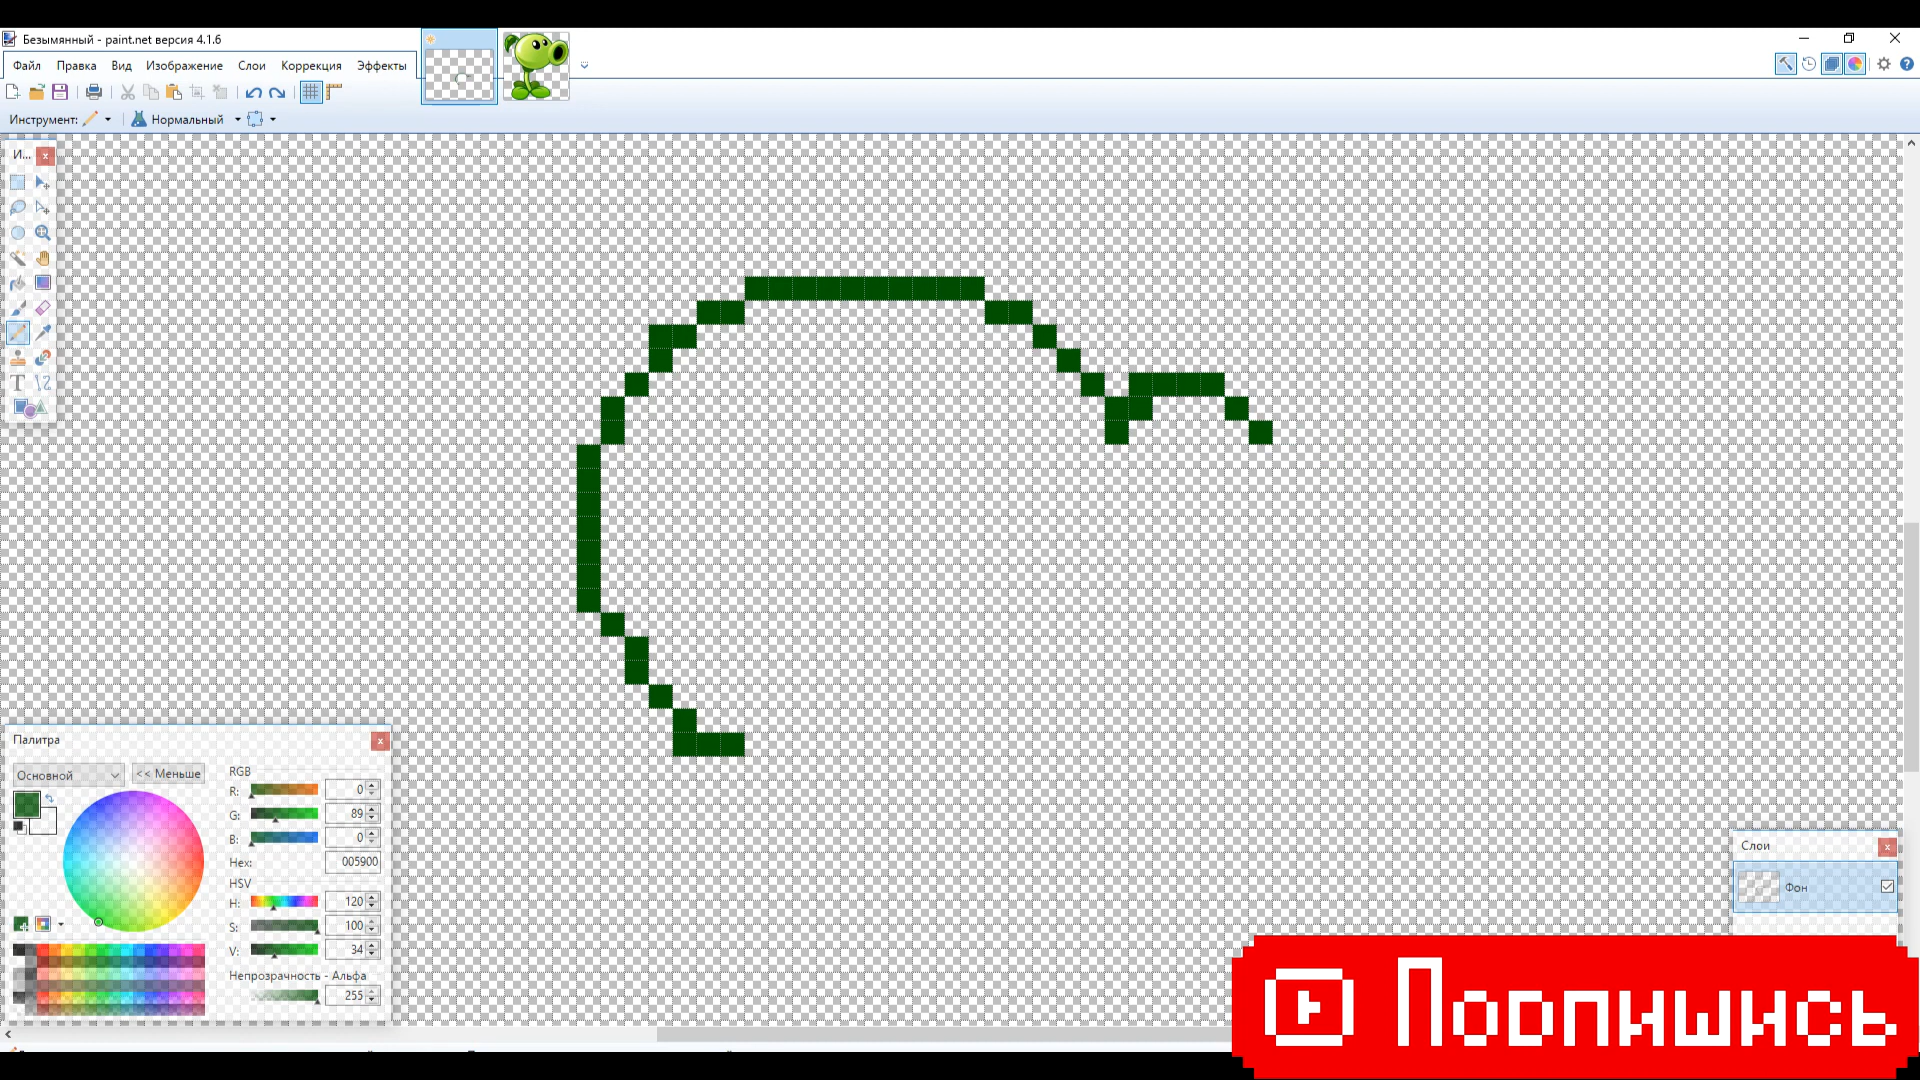 Безымянный - paint.net версия 4.1.6
Файл Правка Вид Изображение Слои Коррекция Эффекты
Инструмент: Нормальный
И...
Палитра
Основной << Меньше
RGB
R: 0
G: 89
B: 0
Hex: 005900
HSV
H: 120
S: 100
V: 34
Непрозрачность - Альфа
255
Слои
Фон
Поопишись